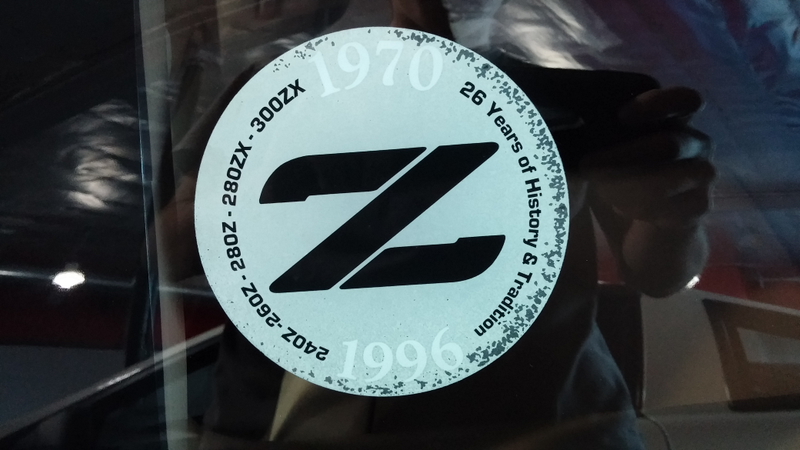 1970
240Z-260Z - 280Z - 280ZX - 300ZX
26 Years of History & Tradition
Z
1996